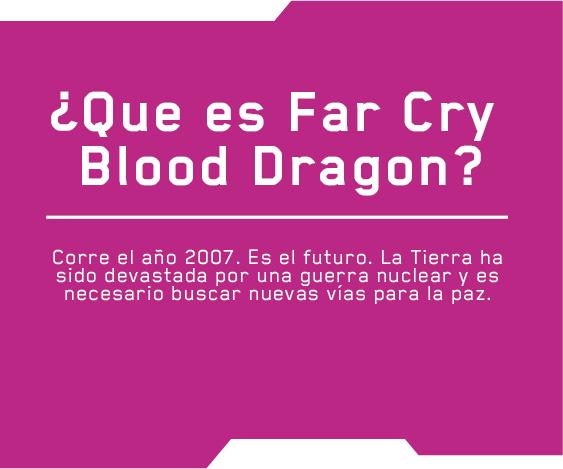 ¿Que es Far Cry
Blood Dragon?
Corre el año 2007. Es el futuro. La Tierra ha
sido devastada por una guerra nuclear y es
necesario buscar nuevas vías para la paz.